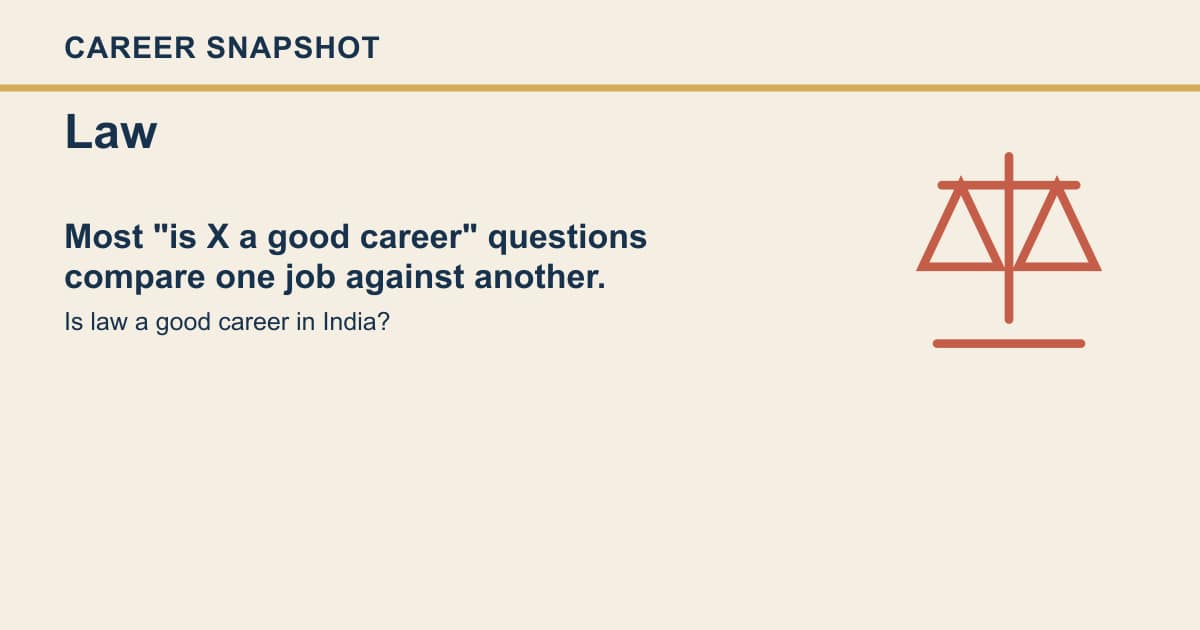 CAREER SNAPSHOT
Law
Most "is X a good career" questions
compare one job against another.
Is law a good career in India?